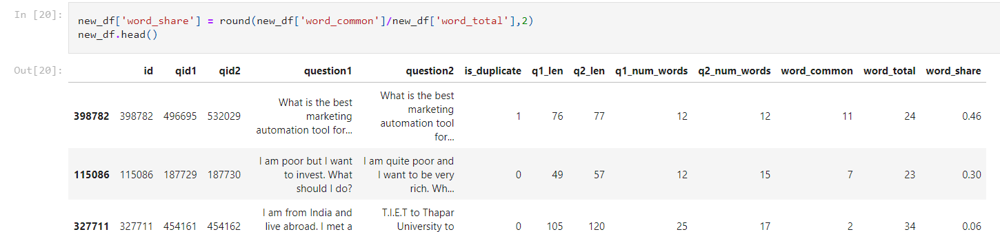 In [20]:
new_df['word_share'] = round(new_df['word_common']/new_df['word_total'],2)
new_df.head()
Out[20]:
id qid1 qid2 question1 question2 is_duplicate q1_len q2_len q1_num_words q2_num_words word_common word_total word_share
398782 398782 496695 532029 What is the best marketing automation tool for... What is the best marketing automation tool for... 1 76 77 12 12 11 24 0.46
115086 115086 187729 187730 I am poor but I want to invest. What should I do? I am quite poor and I want to be very rich. Wh... 0 49 57 12 15 7 23 0.30
327711 327711 454161 454162 I am from India and live abroad. I met a T.I.E.T to Thapar University to 0 105 120 25 17 2 34 0.06